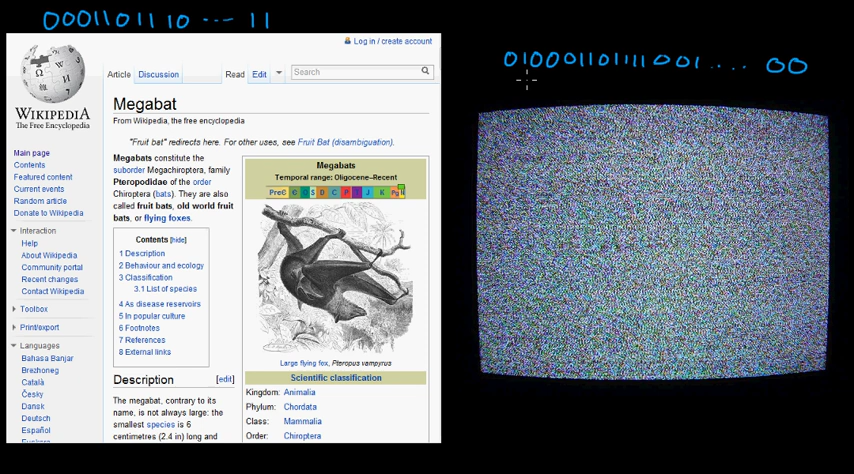 00011011110 ... 11
010001101111001.... 00
Log in / create account
Article Discussion Read Edit Search
WIKIPEDIA
The Free Encyclopedia
Main page
Contents
Featured content
Current events
Random article
Donate to Wikipedia
Interaction
Help
About Wikipedia
Community portal
Recent changes
Contact Wikipedia
Toolbox
Print/export
Languages
Bahasa Banjar
Brezhoneg
Català
Česky
Dansk
Deutsch
Español
Megabat
From Wikipedia, the free encyclopedia
"Fruit bat" redirects here. For other uses, see Fruit Bat (disambiguation).
Megabats constitute the
suborder Megachiroptera, family
Pteropodidae of the order
Chiroptera (bats). They are also
called fruit bats, old world fruit
bats, or flying foxes.
Contents [hide]
1 Description
2 Behaviour and ecology
3 Classification
3.1 List of species
4 As disease reservoirs
5 In popular culture
6 Footnotes
7 References
8 External links
Description [edit]
The megabat, contrary to its
name, is not always large: the
smallest species is 6
centimetres (2.4 in) long and
Megabats
Temporal range: Oligocene–Recent
PreЄ Є O S D C P T J K Pg N
Large flying fox, Pteropus vampyrus
Scientific classification
Kingdom: Animalia
Phylum: Chordata
Class: Mammalia
Order: Chiroptera